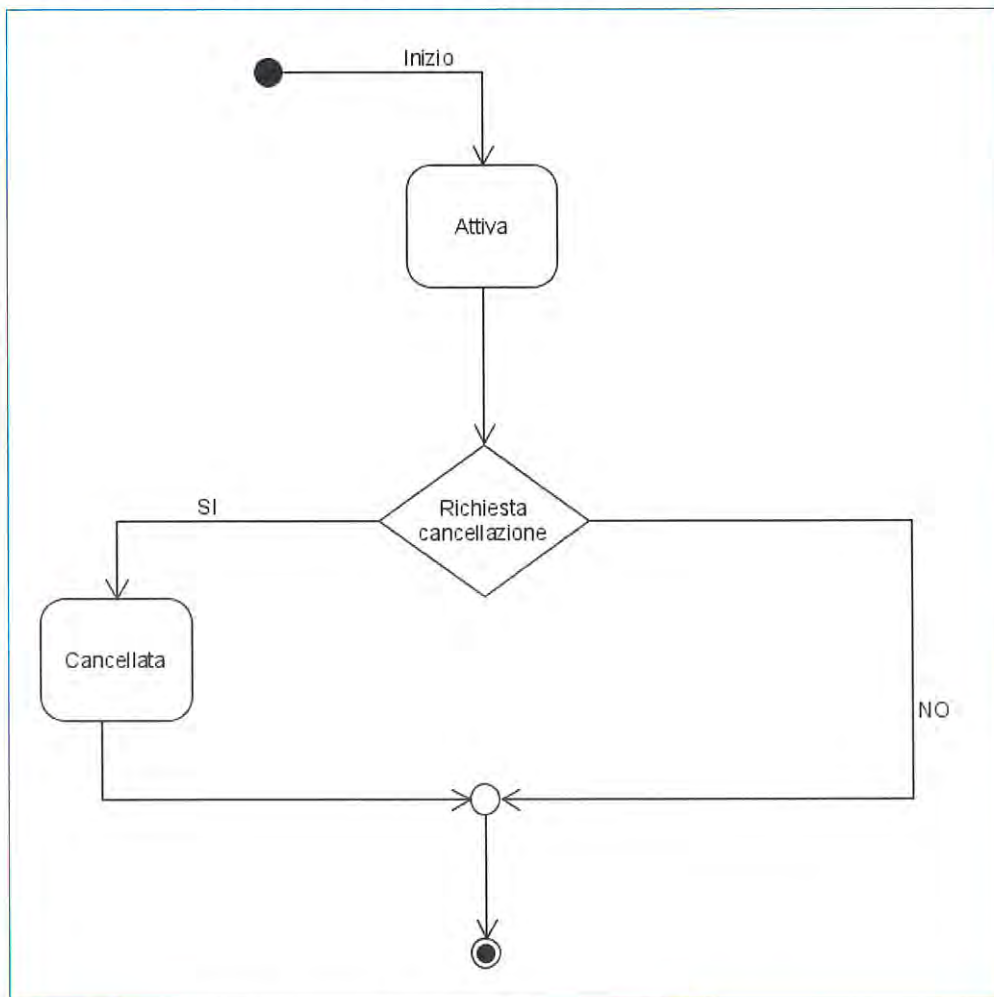 Inizio
Attiva
Richiesta
cancellazione
SI
Cancellata
NO